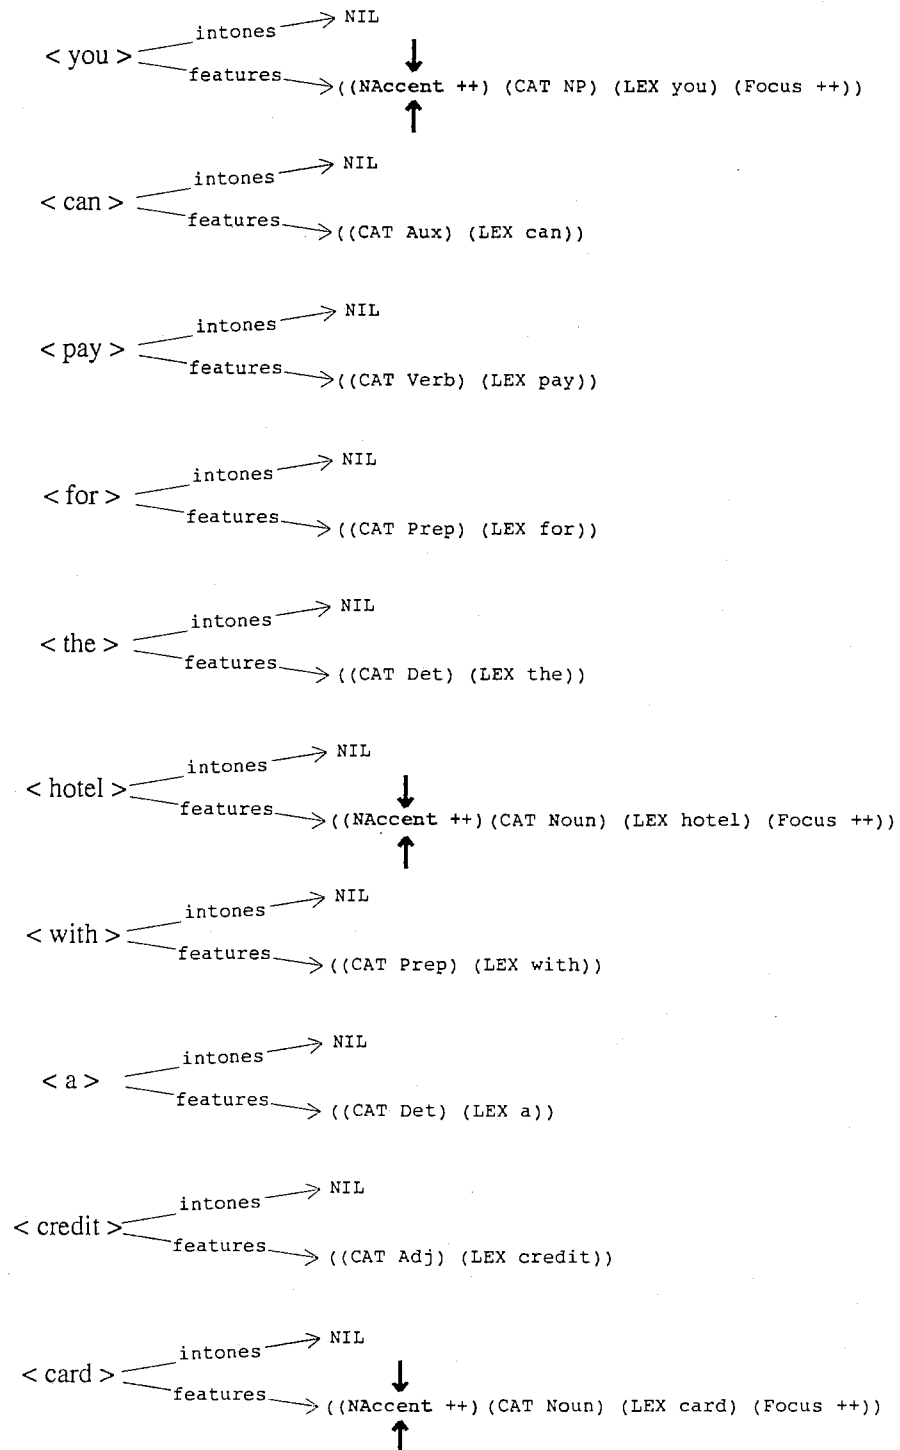 intones NIL
< you >
features ((NAccent ++) (CAT NP) (LEX you) (Focus ++))
intones NIL
< can >
features ((CAT Aux) (LEX can))
intones NIL
< pay >
features ((CAT Verb) (LEX pay))
intones NIL
< for >
features ((CAT Prep) (LEX for))
intones NIL
< the >
features ((CAT Det) (LEX the))
intones NIL
< hotel >
features ((NAccent ++) (CAT Noun) (LEX hotel) (Focus ++))
intones NIL
< with >
features ((CAT Prep) (LEX with))
intones NIL
< a >
features ((CAT Det) (LEX a))
intones NIL
< credit >
features ((CAT Adj) (LEX credit))
intones NIL
< card >
features ((NAccent ++) (CAT Noun) (LEX card) (Focus ++))